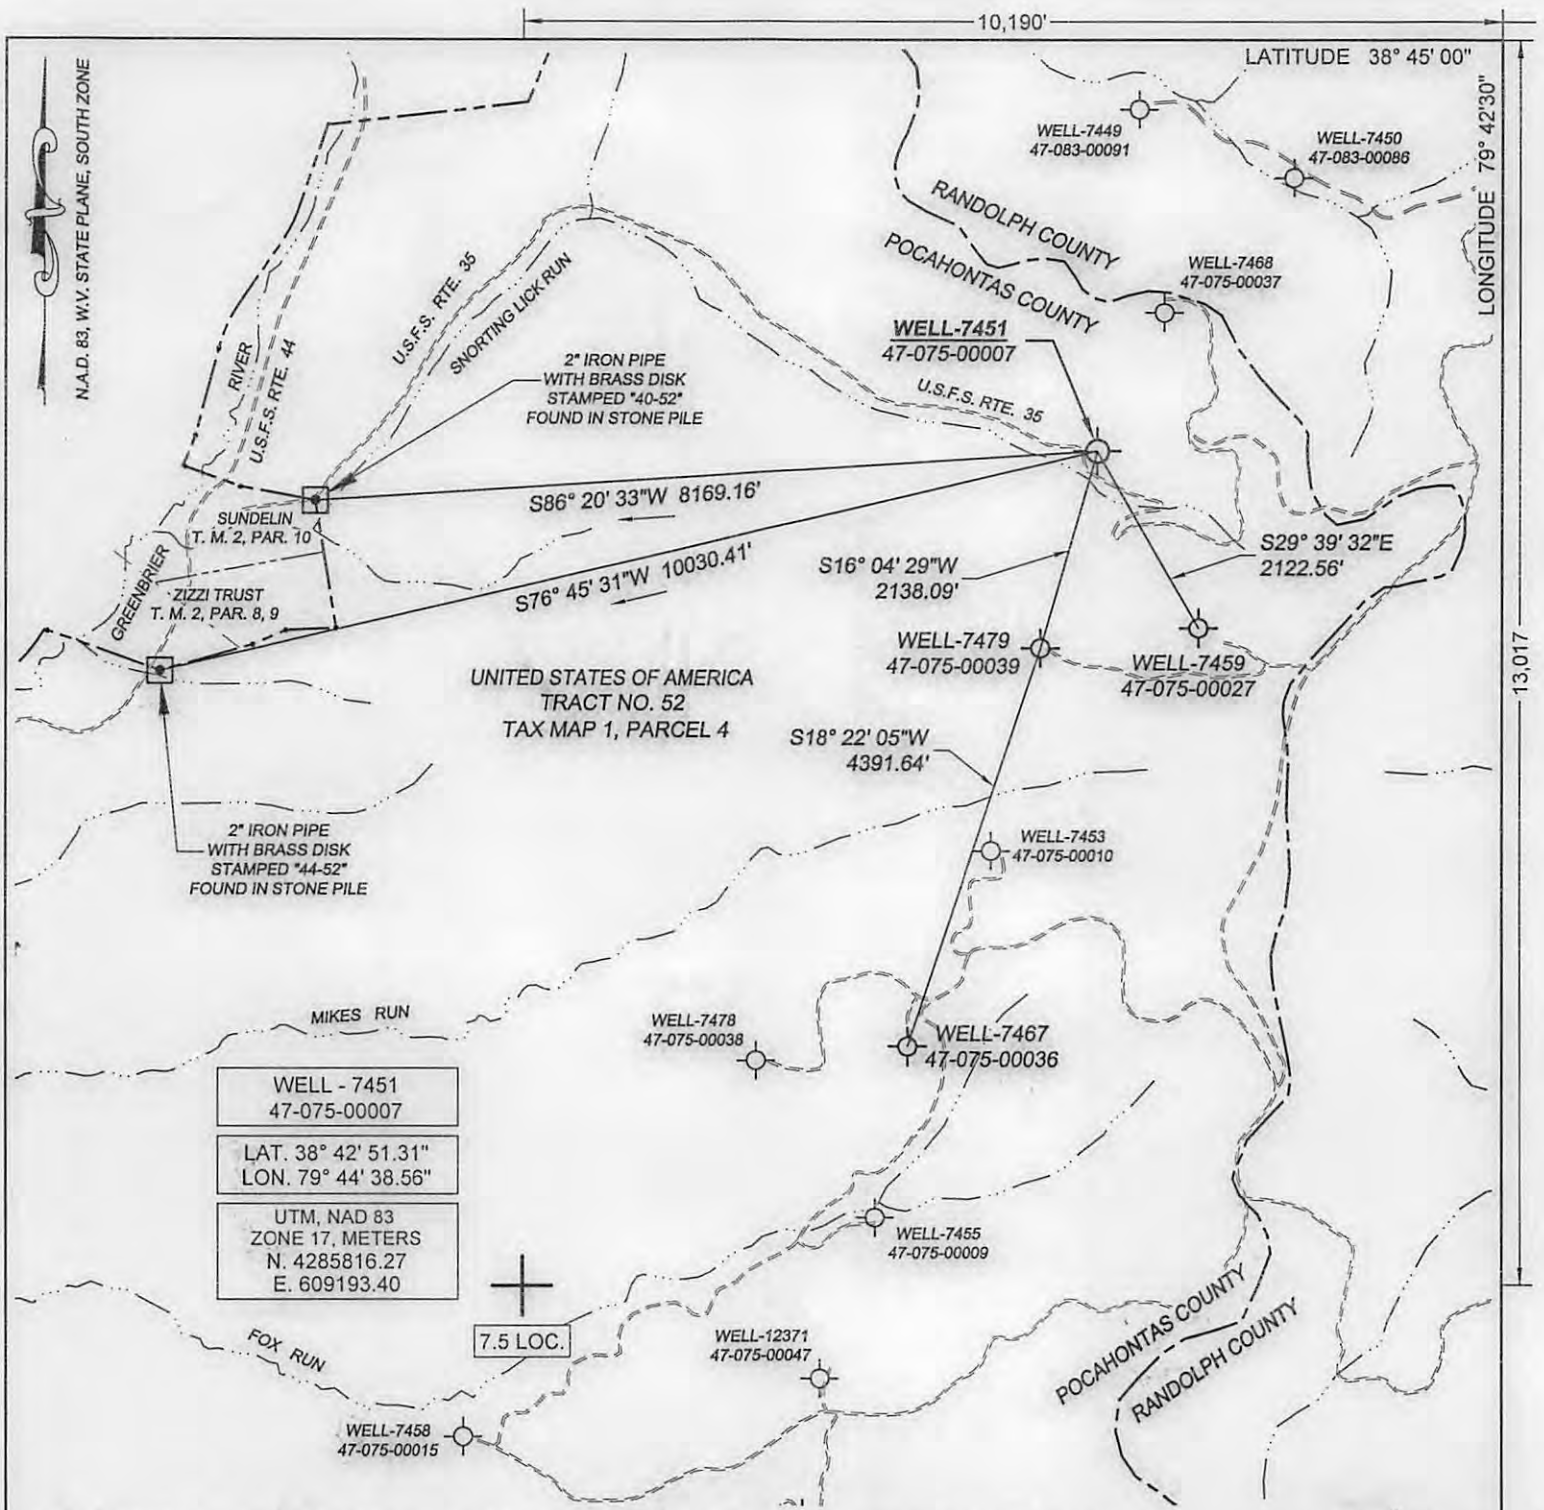 10,190'
LATITUDE 38° 45' 00"
LONGITUDE 79° 42'30"
13,017
N.A.D. 83, W.V. STATE PLANE, SOUTH ZONE
WELL-7449
47-083-00091
WELL-7450
47-083-00086
RANDOLPH COUNTY
POCAHONTAS COUNTY
WELL-7468
47-075-00037
WELL-7451
47-075-00007
U.S.F.S. RTE. 35
SNORTING LICK RUN
U.S.F.S. RTE. 35
RIVER
U.S.F.S. RTE. 44
2" IRON PIPE
WITH BRASS DISK
STAMPED "40-52"
FOUND IN STONE PILE
S86° 20' 33"W 8169.16'
SUNDELIN
T. M. 2, PAR. 10
GREENBRIER
ZIZZI TRUST
T. M. 2, PAR. 8, 9
S76° 45' 31"W 10030.41'
S16° 04' 29"W
2138.09'
S29° 39' 32"E
2122.56'
WELL-7479
47-075-00039
WELL-7459
47-075-00027
UNITED STATES OF AMERICA
TRACT NO. 52
TAX MAP 1, PARCEL 4
S18° 22' 05"W
4391.64'
2" IRON PIPE
WITH BRASS DISK
STAMPED "44-52"
FOUND IN STONE PILE
WELL-7453
47-075-00010
MIKES RUN
WELL-7478
47-075-00038
WELL-7467
47-075-00036
WELL - 7451
47-075-00007
LAT. 38° 42' 51.31"
LON. 79° 44' 38.56"
UTM, NAD 83
ZONE 17, METERS
N. 4285816.27
E. 609193.40
WELL-7455
47-075-00009
7.5 LOC.
FOX RUN
WELL-12371
47-075-00047
POCAHONTAS COUNTY
RANDOLPH COUNTY
WELL-7458
47-075-00015